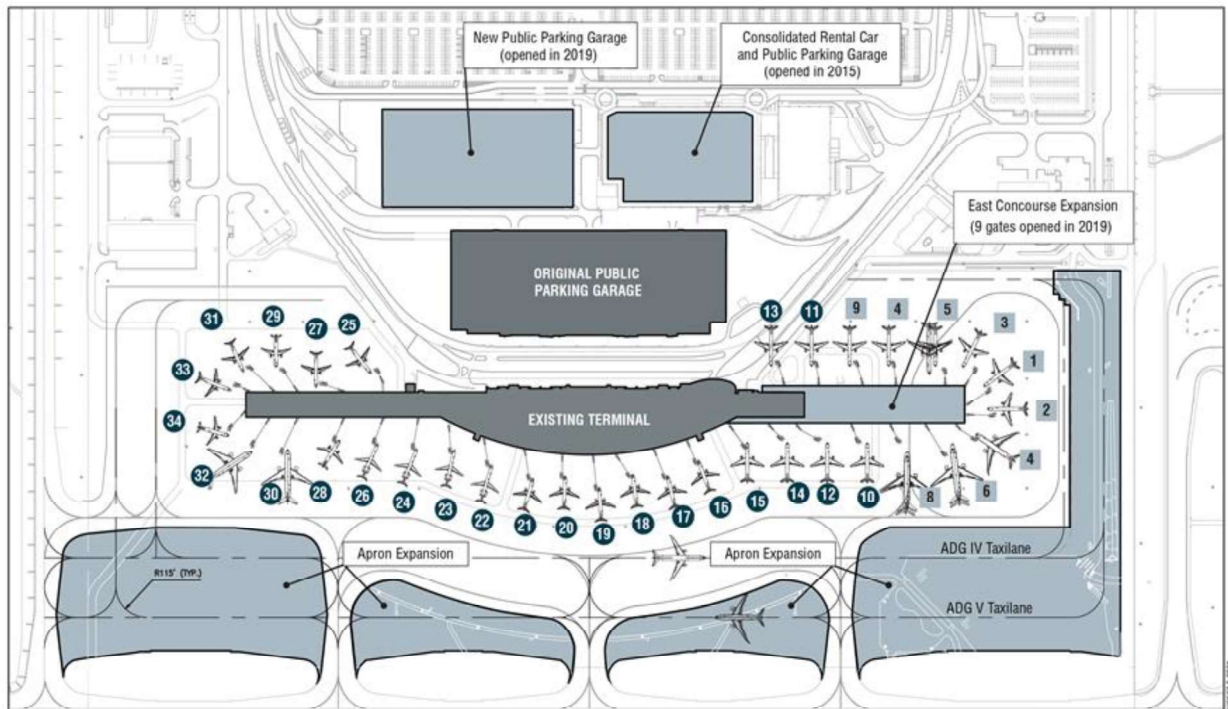 New Public Parking Garage
(opened in 2019)
Consolidated Rental Car
and Public Parking Garage
(opened in 2015)
East Concourse Expansion
(9 gates opened in 2019)
ORIGINAL PUBLIC
PARKING GARAGE
31
29
27
25
13
11
9
4
5
3
33
1
EXISTING TERMINAL
2
34
4
32
30
28
26
24
23
22
21
20
19
18
17
16
15
14
12
10
8
6
Apron Expansion
Apron Expansion
ADG IV Taxilane
R115' (TYP.)
ADG V Taxilane